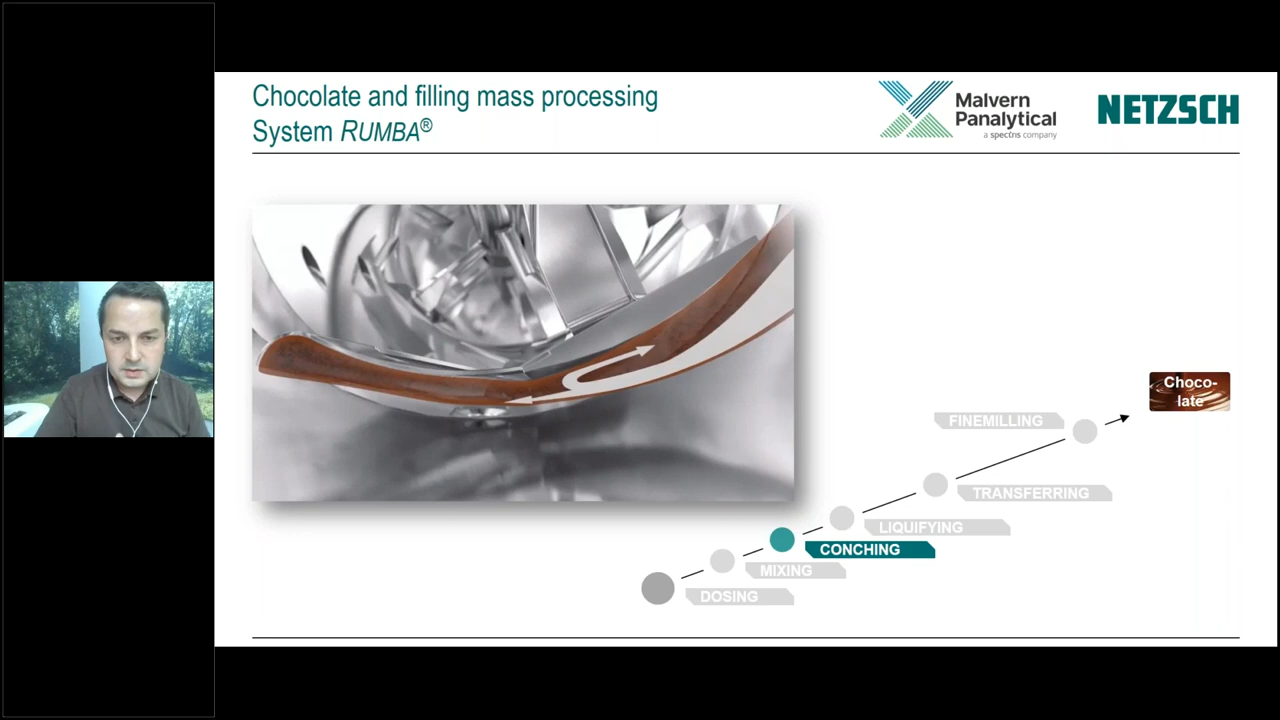 Chocolate and filling mass processing
System RUMBA®
Malvern
Panalytical
a spectris company
NETZSCH
Choco-
late
FINEMILLING
TRANSFERRING
LIQUIFYING
CONCHING
MIXING
DOSING